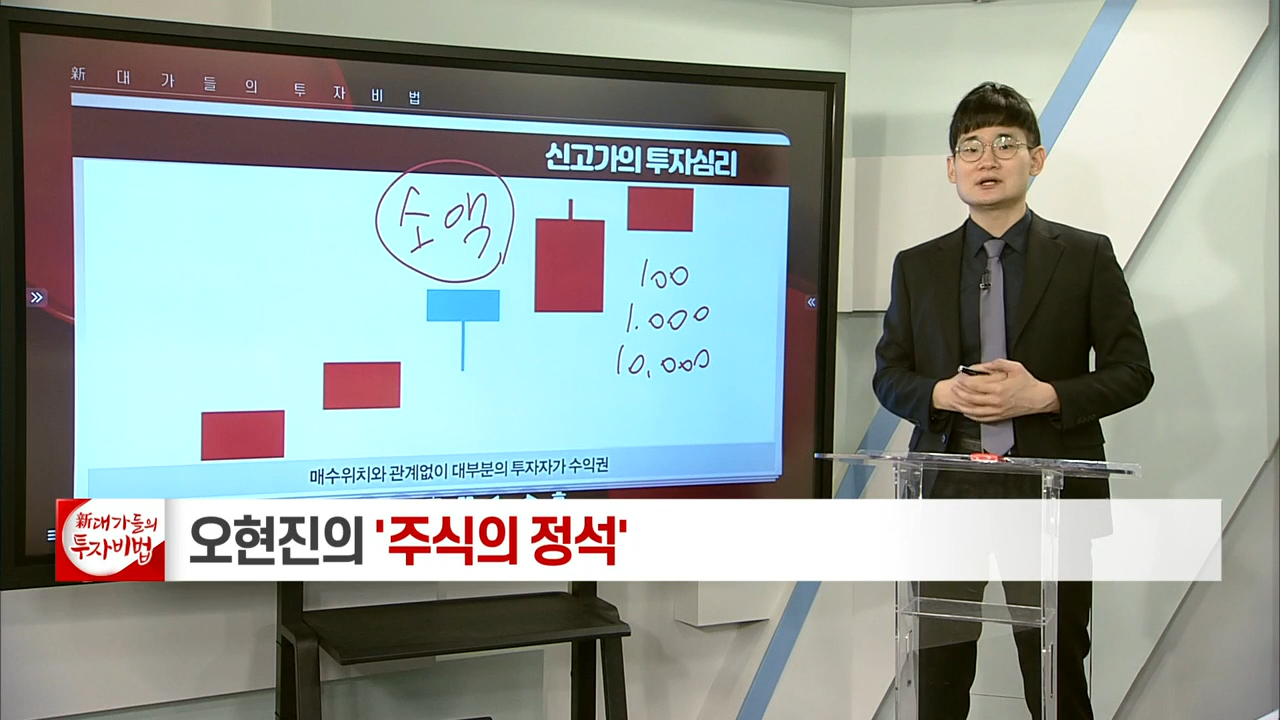 新 대 가 들 의 투 자 비 법
신고가의 투자심리
소액
100
1.000
10,000
매수위치와 관계없이 대부분의 투자자가 수익권
新대가들의
투자비법
오현진의 '주식의 정석'